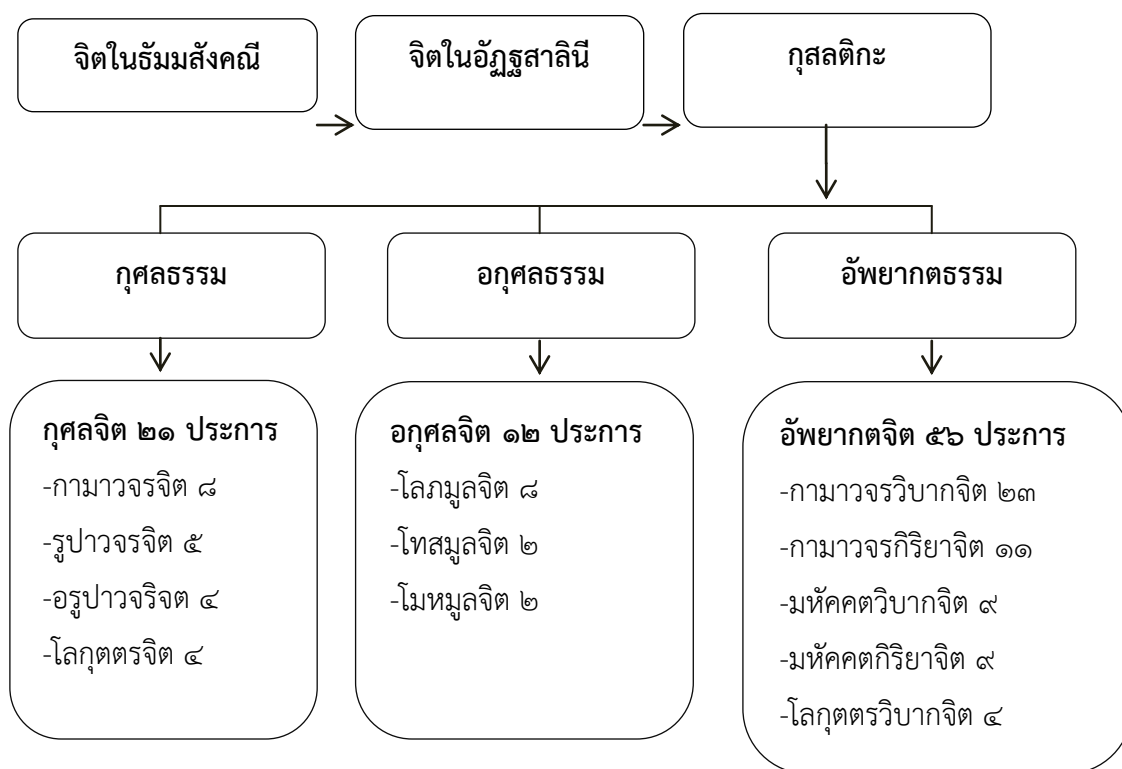 จิตในธัมมสังคณี
จิตในอัฏฐสาลินี
กุสลติกะ
กุศลธรรม
อกุศลธรรม
อัพยากตธรรม
กุศลจิต ๒๑ ประการ
-กามาวจรจิต ๘
-รูปาวจรจิต ๕
-อรูปาวจริจต ๔
-โลกุตตรจิต ๔
อกุศลจิต ๑๒ ประการ
-โลภมูลจิต ๘
-โทสมูลจิต ๒
-โมหมูลจิต ๒
อัพยากตจิต ๕๖ ประการ
-กามาวจรวิบากจิต ๒๓
-กามาวจรกิริยาจิต ๑๑
-มหัคคตวิบากจิต ๙
-มหัคคตกิริยาจิต ๙
-โลกุตตรวิบากจิต ๔